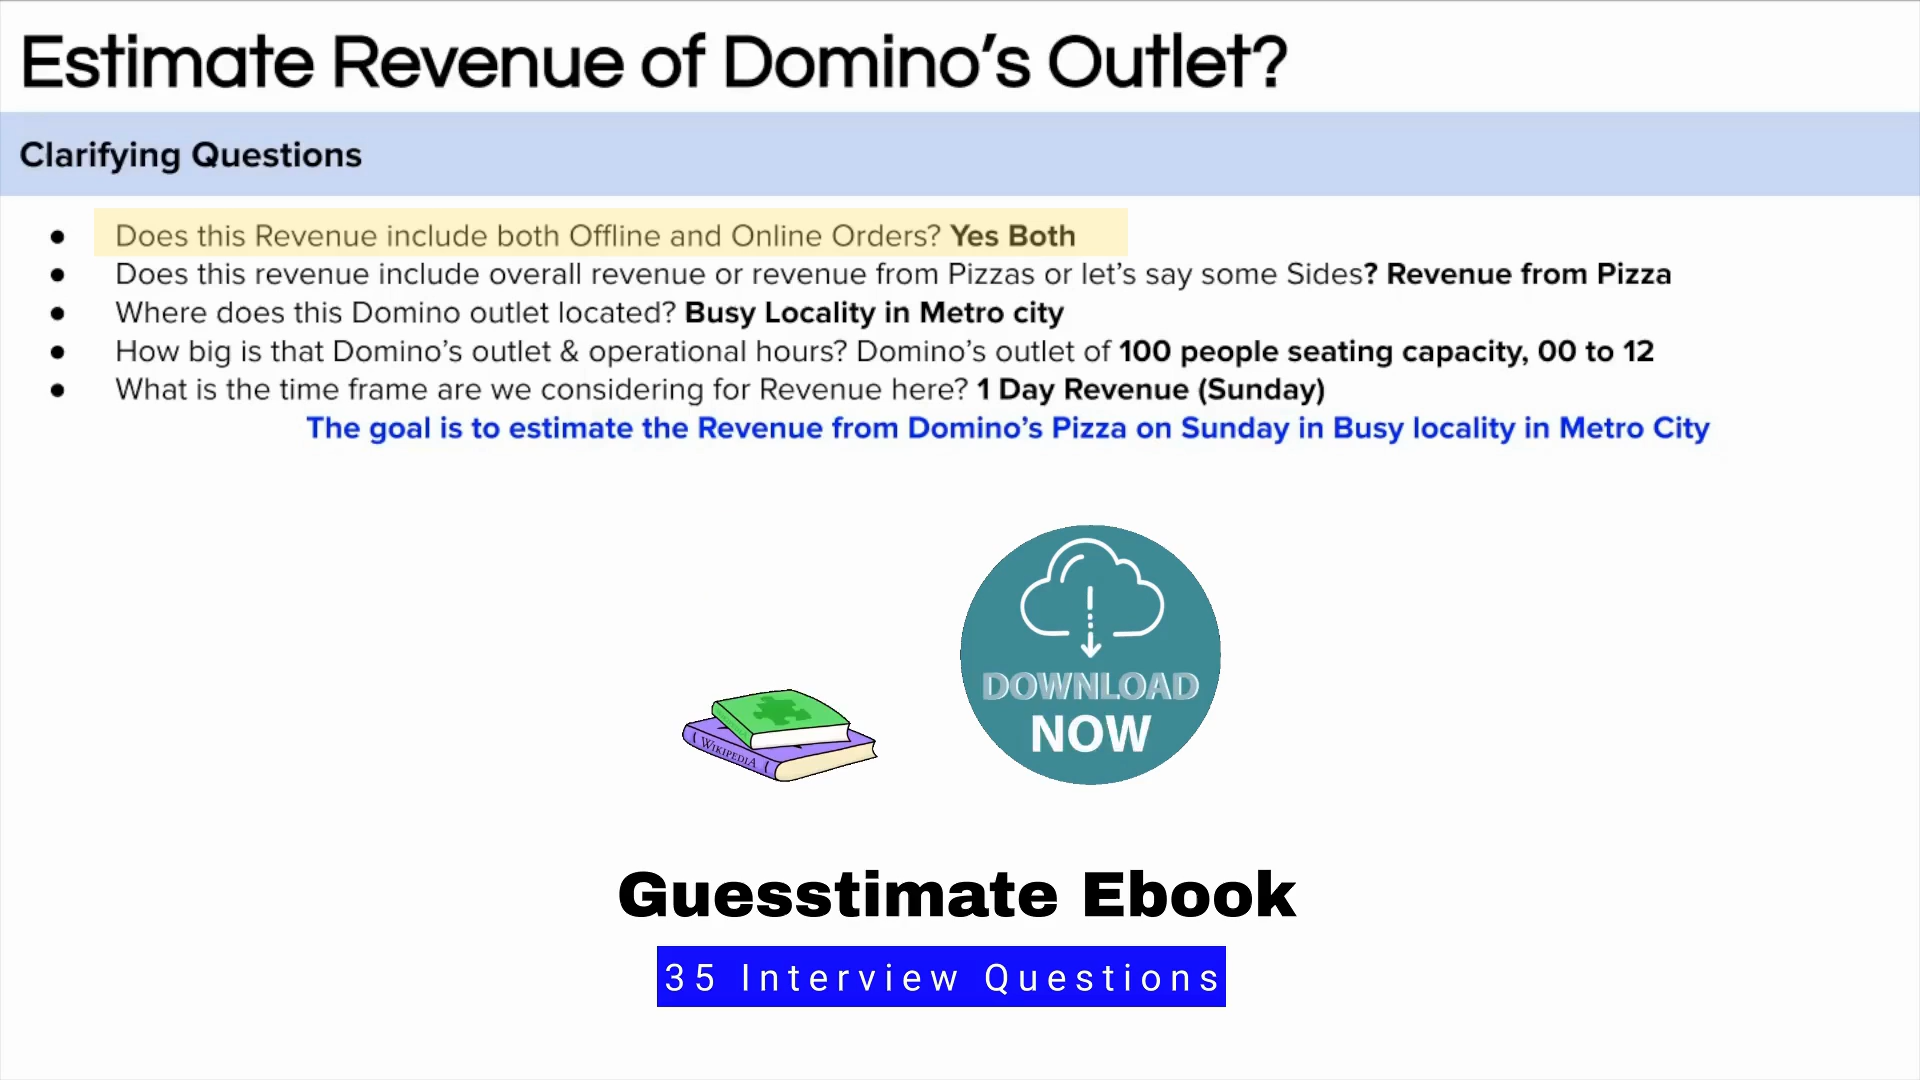 Estimate Revenue of Domino's Outlet?
Clarifying Questions
● Does this Revenue include both Offline and Online Orders? Yes Both
● Does this revenue include overall revenue or revenue from Pizzas or let's say some Sides? Revenue from Pizza
● Where does this Domino outlet located? Busy Locality in Metro city
● How big is that Domino's outlet & operational hours? Domino's outlet of 100 people seating capacity, 00 to 12
● What is the time frame are we considering for Revenue here? 1 Day Revenue (Sunday)
The goal is to estimate the Revenue from Domino's Pizza on Sunday in Busy locality in Metro City
DOWNLOAD
NOW
WIKIPEDIA
Guesstimate Ebook
35 Interview Questions